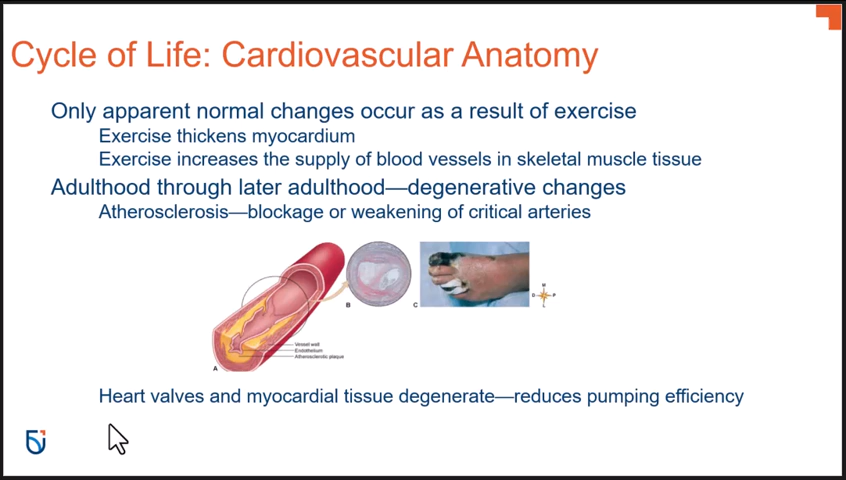 Cycle of Life: Cardiovascular Anatomy
Only apparent normal changes occur as a result of exercise
Exercise thickens myocardium
Exercise increases the supply of blood vessels in skeletal muscle tissue
Adulthood through later adulthood—degenerative changes
Atherosclerosis—blockage or weakening of critical arteries
Vessel wall
Endothelium
Atherosclerotic plaque
A
B
C
M
D P
L
Heart valves and myocardial tissue degenerate—reduces pumping efficiency